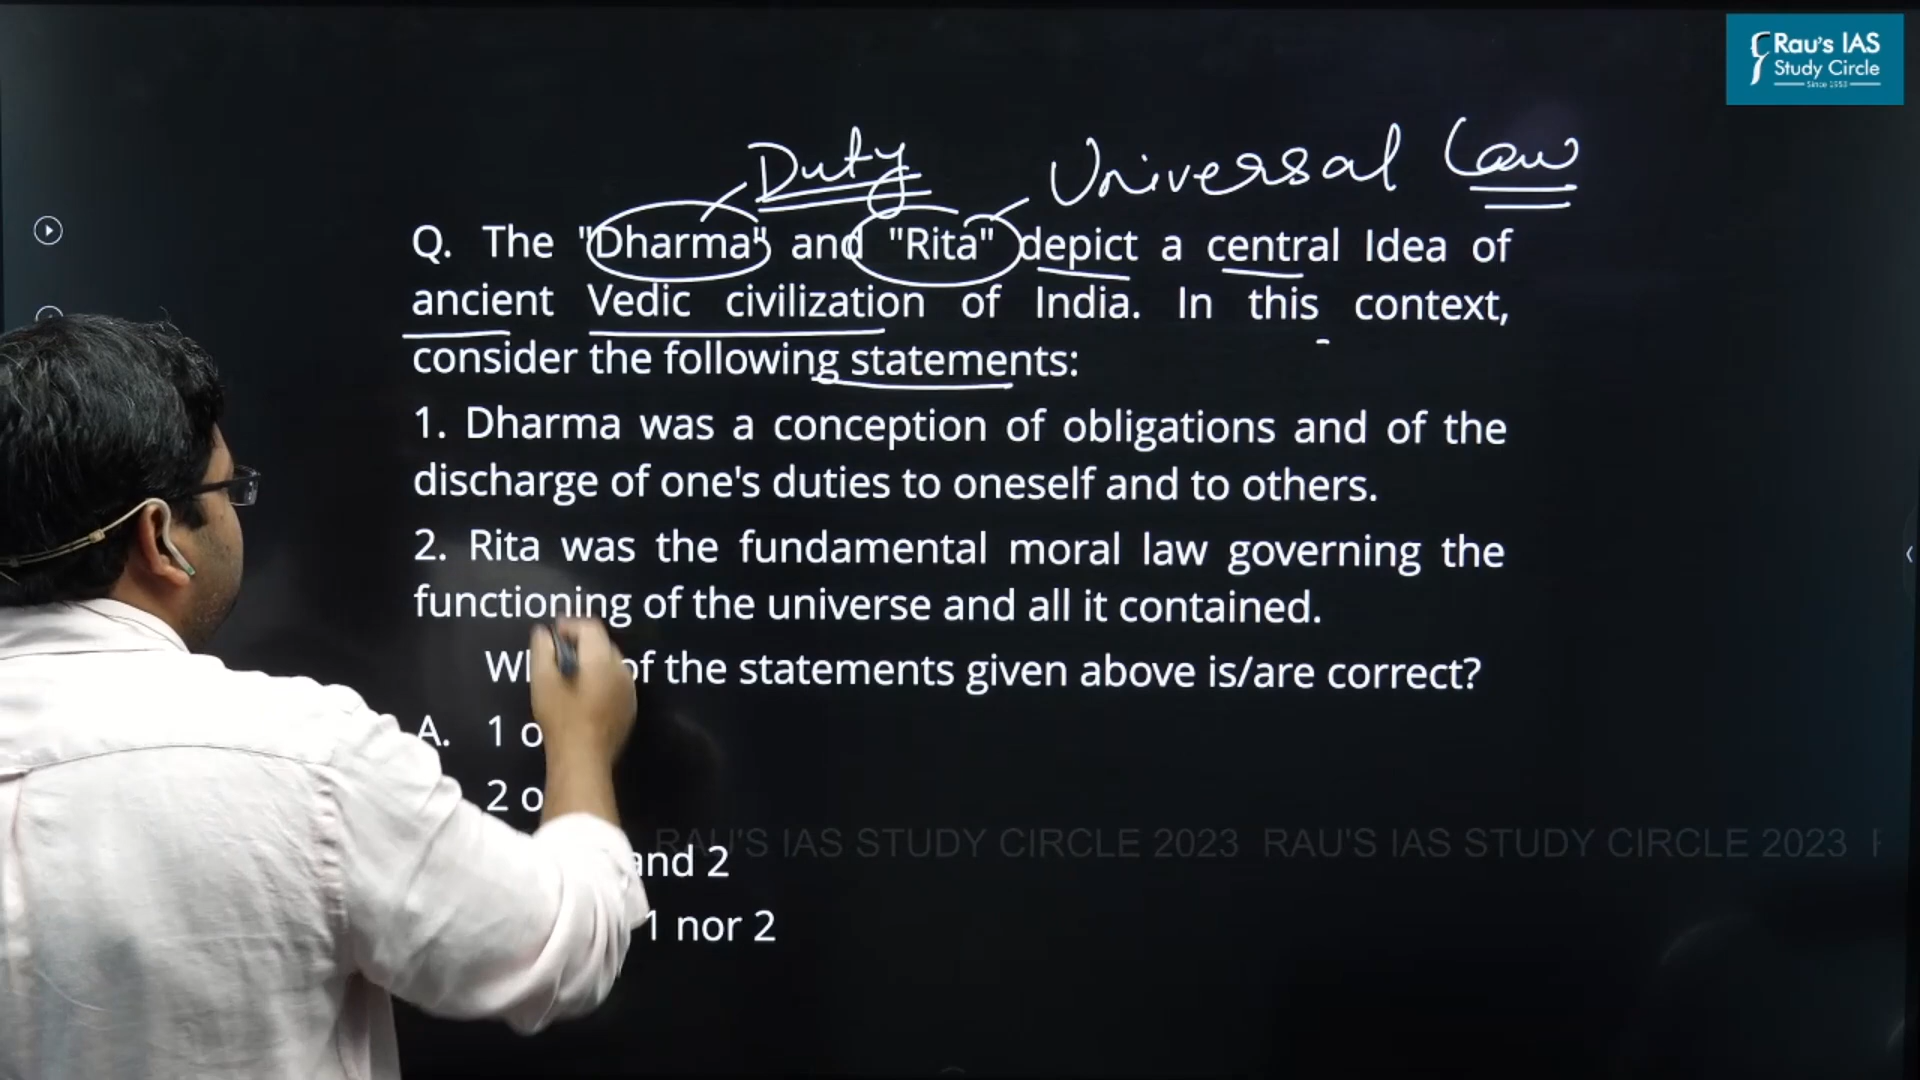 Rau's IAS
Study Circle
Since 1953
Duty Universal Law
Q. The "Dharma" and "Rita" depict a central Idea of
ancient Vedic civilization of India. In this context,
consider the following statements:
1. Dharma was a conception of obligations and of the
discharge of one's duties to oneself and to others.
2. Rita was the fundamental moral law governing the
functioning of the universe and all it contained.
of the statements given above is/are correct?
A. 1
2
RAU'S IAS STUDY CIRCLE 2023 RAU'S IAS STUDY CIRCLE 2023
and 2
1 nor 2